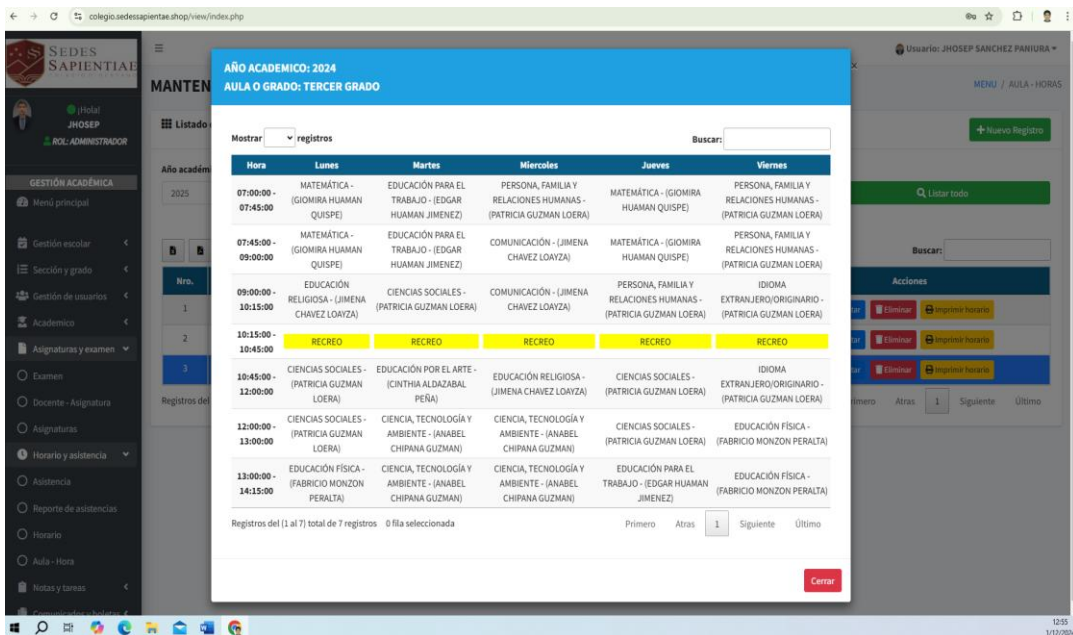 colegio.sedessapientae.shop/view/index.php
SEDES
SAPIENTIAE
Usuario: JHOSEP SANCHEZ PANIURA
¡Hola!
JHOSEP
ROL: ADMINISTRADOR
GESTIÓN ACADÉMICA
Menú principal
Gestión escolar
Sección y grado
Gestión de usuarios
Academico
Asignaturas y examen
Examen
Docente - Asignatura
Asignaturas
Horario y asistencia
Asistencia
Reporte de asistencias
Horario
Aula - Hora
Notas y tareas
Comunicados y boletas
MANTEN
MENU / AULA - HORAS
Listado
Nuevo Registro
Año académ
2025
Listar todo
Buscar:
Nro.
Acciones
1
Eliminar
Imprimir horario
2
Eliminar
Imprimir horario
3
Eliminar
Imprimir horario
Registros del
Atras 1 Siguiente Último
AÑO ACADEMICO: 2024
AULA O GRADO: TERCER GRADO
Mostrar registros
Buscar:
Hora Lunes Martes Miercoles Jueves Viernes
07:00:00 - 07:45:00
MATEMÁTICA - (GIOMIRA HUAMAN QUISPE)
EDUCACIÓN PARA EL TRABAJO - (EDGAR HUAMAN JIMENEZ)
PERSONA, FAMILIA Y RELACIONES HUMANAS - (PATRICIA GUZMAN LOERA)
MATEMÁTICA - (GIOMIRA HUAMAN QUISPE)
PERSONA, FAMILIA Y RELACIONES HUMANAS - (PATRICIA GUZMAN LOERA)
07:45:00 - 09:00:00
MATEMÁTICA - (GIOMIRA HUAMAN QUISPE)
EDUCACIÓN PARA EL TRABAJO - (EDGAR HUAMAN JIMENEZ)
COMUNICACIÓN - (JIMENA CHAVEZ LOAYZA)
MATEMÁTICA - (GIOMIRA HUAMAN QUISPE)
PERSONA, FAMILIA Y RELACIONES HUMANAS - (PATRICIA GUZMAN LOERA)
09:00:00 - 10:15:00
EDUCACIÓN RELIGIOSA - (JIMENA CHAVEZ LOAYZA)
CIENCIAS SOCIALES - (PATRICIA GUZMAN LOERA)
COMUNICACIÓN - (JIMENA CHAVEZ LOAYZA)
PERSONA, FAMILIA Y RELACIONES HUMANAS - (PATRICIA GUZMAN LOERA)
IDIOMA EXTRANJERO/ORIGINARIO - (PATRICIA GUZMAN LOERA)
10:15:00 - 10:45:00
RECREO RECREO RECREO RECREO RECREO
10:45:00 - 12:00:00
CIENCIAS SOCIALES - (PATRICIA GUZMAN LOERA)
EDUCACIÓN POR EL ARTE - (CINTHIA ALDAZABAL PEÑA)
EDUCACIÓN RELIGIOSA - (JIMENA CHAVEZ LOAYZA)
CIENCIAS SOCIALES - (PATRICIA GUZMAN LOERA)
IDIOMA EXTRANJERO/ORIGINARIO - (PATRICIA GUZMAN LOERA)
12:00:00 - 13:00:00
CIENCIAS SOCIALES - (PATRICIA GUZMAN LOERA)
CIENCIA, TECNOLOGÍA Y AMBIENTE - (ANABEL CHIPANA GUZMAN)
CIENCIA, TECNOLOGÍA Y AMBIENTE - (ANABEL CHIPANA GUZMAN)
CIENCIAS SOCIALES - (PATRICIA GUZMAN LOERA)
EDUCACIÓN FÍSICA - (FABRICIO MONZON PERALTA)
13:00:00 - 14:15:00
EDUCACIÓN FÍSICA - (FABRICIO MONZON PERALTA)
CIENCIA, TECNOLOGÍA Y AMBIENTE - (ANABEL CHIPANA GUZMAN)
CIENCIA, TECNOLOGÍA Y AMBIENTE - (ANABEL CHIPANA GUZMAN)
EDUCACIÓN PARA EL TRABAJO - (EDGAR HUAMAN JIMENEZ)
EDUCACIÓN FÍSICA - (FABRICIO MONZON PERALTA)
Registros del (1 al 7) total de 7 registros 0 fila seleccionada
Primero Atras 1 Siguiente Último
Cerrar
12:55